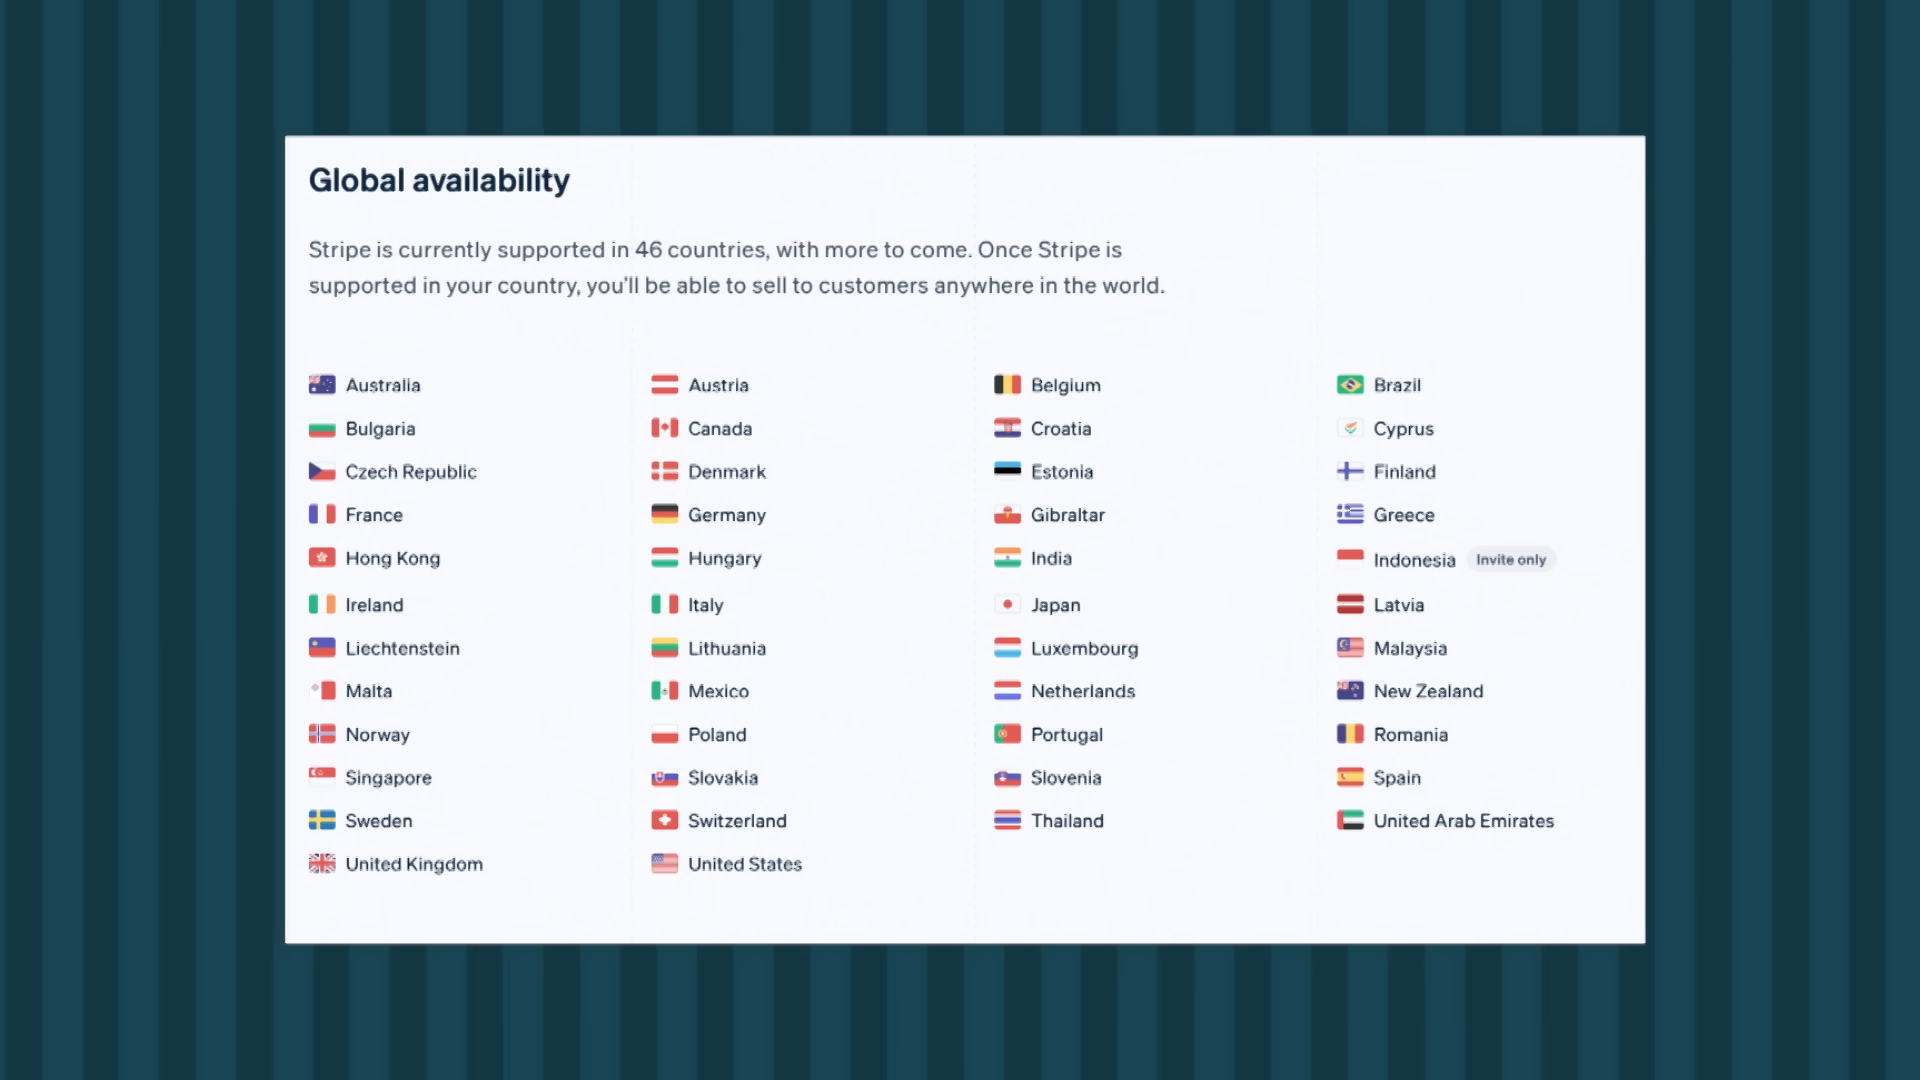 Global availability
Stripe is currently supported in 46 countries, with more to come. Once Stripe is
supported in your country, you'll be able to sell to customers anywhere in the world.
Australia Austria Belgium Brazil
Bulgaria Canada Croatia Cyprus
Czech Republic Denmark Estonia Finland
France Germany Gibraltar Greece
Hong Kong Hungary India Indonesia Invite only
Ireland Italy Japan Latvia
Liechtenstein Lithuania Luxembourg Malaysia
Malta Mexico Netherlands New Zealand
Norway Poland Portugal Romania
Singapore Slovakia Slovenia Spain
Sweden Switzerland Thailand United Arab Emirates
United Kingdom United States